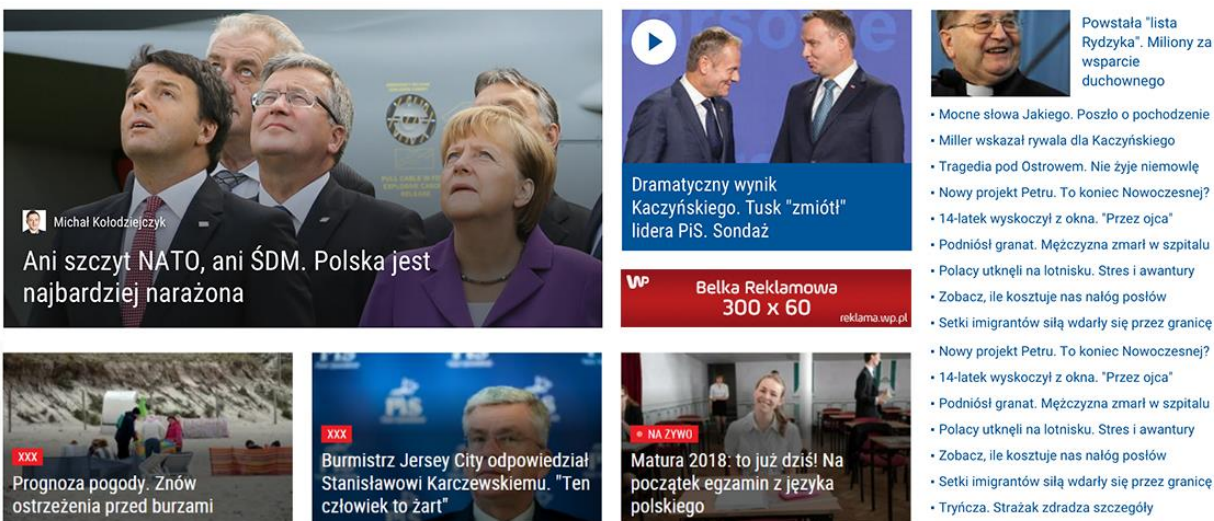 Michał Kołodziejczyk
Ani szczyt NATO, ani ŚDM. Polska jest
najbardziej narażona
Dramatyczny wynik
Kaczyńskiego. Tusk "zmiótł"
lidera PiS. Sondaż
WP
Belka Reklamowa
300 x 60
reklama.wp.pl
XXX
Prognoza pogody. Znów
ostrzeżenia przed burzami
PiS
XXX
Burmistrz Jersey City odpowiedział
Stanisławowi Karczewskiemu. "Ten
człowiek to żart"
NA ŻYWO
Matura 2018: to już dziś! Na
początek egzamin z języka
polskiego
Powstała "lista
Rydzyka". Miliony za
wsparcie
duchownego
▪ Mocne słowa Jakiego. Poszło o pochodzenie
▪ Miller wskazał rywala dla Kaczyńskiego
▪ Tragedia pod Ostrowem. Nie żyje niemowlę
▪ Nowy projekt Petru. To koniec Nowoczesnej?
▪ 14-latek wyskoczył z okna. "Przez ojca"
▪ Podniósł granat. Mężczyzna zmarł w szpitalu
▪ Polacy utknęli na lotnisku. Stres i awantury
▪ Zobacz, ile kosztuje nas nałóg posłów
▪ Setki imigrantów siłą wdarły się przez granicę
▪ Nowy projekt Petru. To koniec Nowoczesnej?
▪ 14-latek wyskoczył z okna. "Przez ojca"
▪ Podniósł granat. Mężczyzna zmarł w szpitalu
▪ Polacy utknęli na lotnisku. Stres i awantury
▪ Zobacz, ile kosztuje nas nałóg posłów
▪ Setki imigrantów siłą wdarły się przez granicę
▪ Tryńcza. Strażak zdradza szczegóły